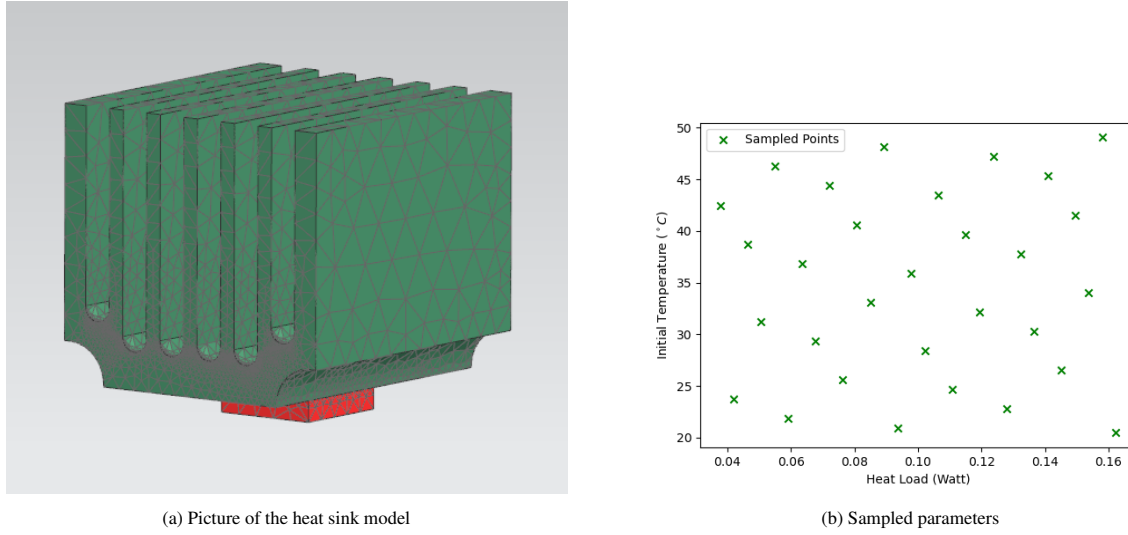 50
Sampled Points
45
40
35
30
25
20
Initial Temperature (°C)
0.04 0.06 0.08 0.10 0.12 0.14 0.16
Heat Load (Watt)
(a) Picture of the heat sink model
(b) Sampled parameters